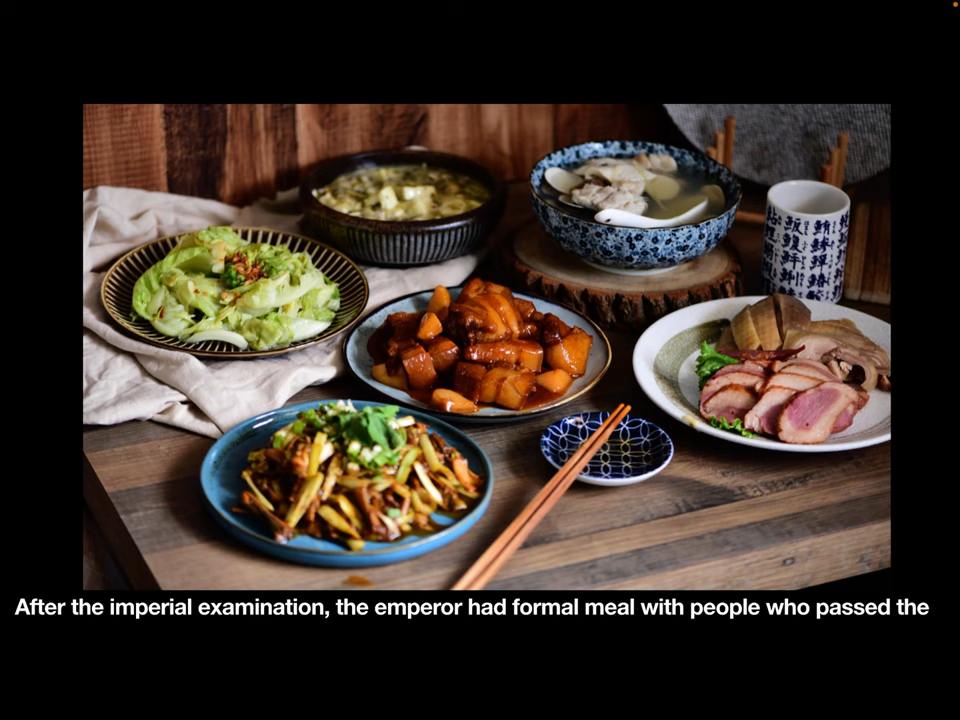 After the imperial examination, the emperor had formal meal with people who passed the